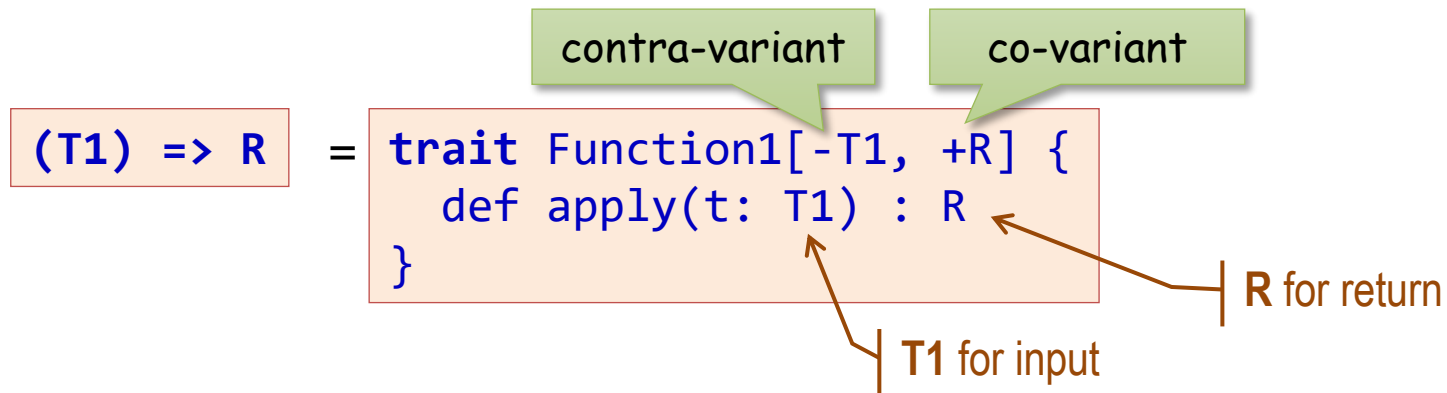 contra-variant co-variant
(T1) => R = trait Function1[-T1, +R] {
def apply(t: T1) : R
}
R for return
T1 for input